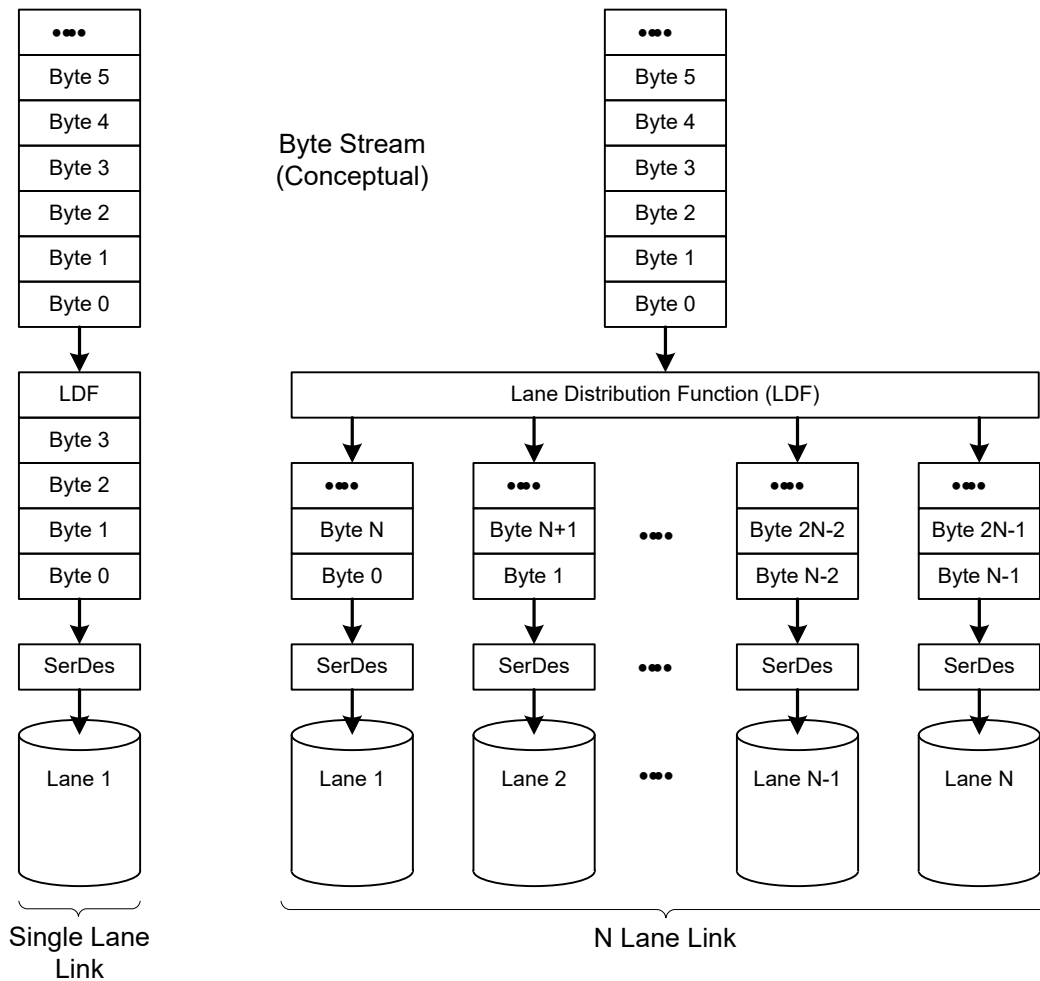 ••••
Byte 5
Byte 4
Byte 3
Byte 2
Byte 1
Byte 0
LDF
Byte 3
Byte 2
Byte 1
Byte 0
SerDes
Lane 1
Single Lane
Link
Byte Stream
(Conceptual)
••••
Byte 5
Byte 4
Byte 3
Byte 2
Byte 1
Byte 0
Lane Distribution Function (LDF)
•••• •••• •••• ••••
Byte N Byte N+1 •••• Byte 2N-2 Byte 2N-1
Byte 0 Byte 1 Byte N-2 Byte N-1
SerDes SerDes •••• SerDes SerDes
Lane 1 Lane 2 •••• Lane N-1 Lane N
N Lane Link